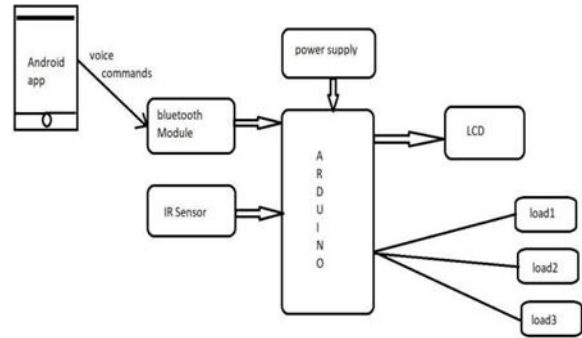 Android
app
voice
commands
power supply
bluetooth
Module
LCD
A
R
D
U
I
N
O
IR Sensor
load1
load2
load3